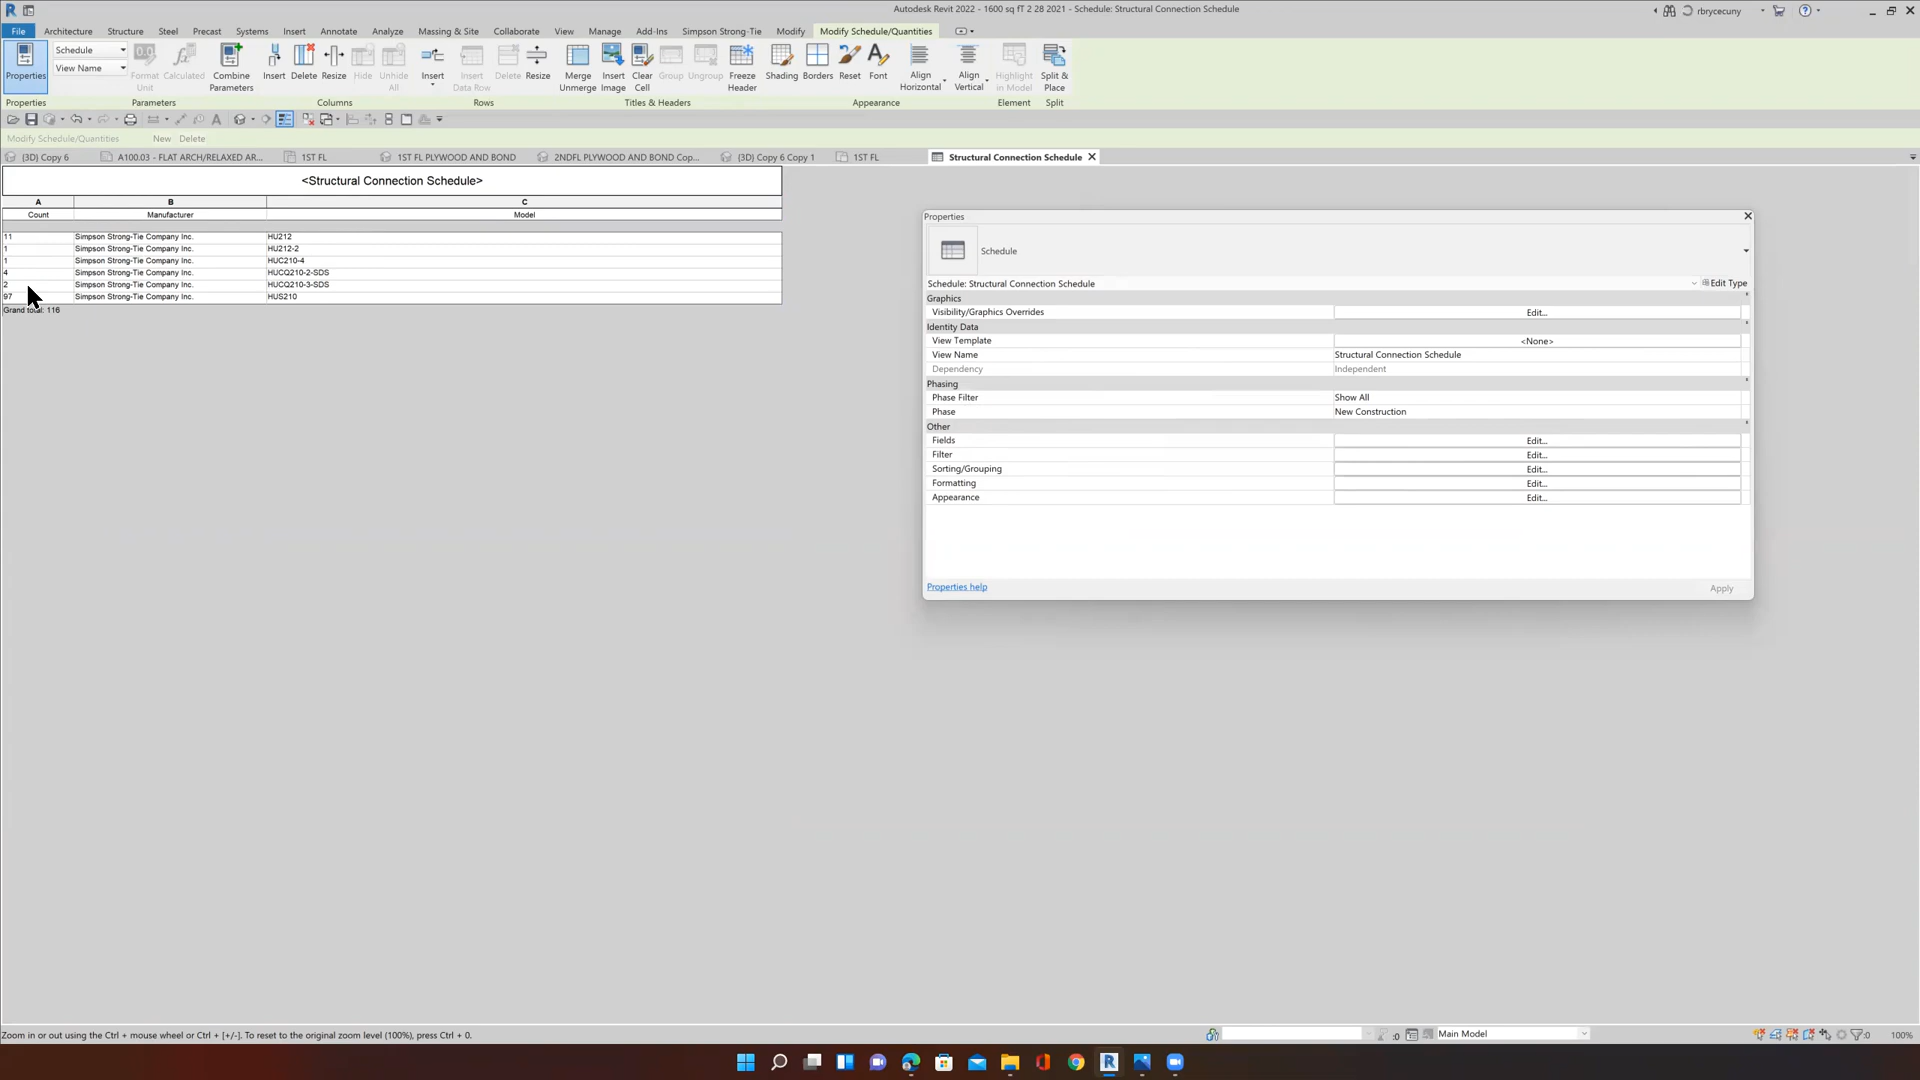 Autodesk Revit 2022 - 1600 sq fT 2 28 2021 - Schedule: Structural Connection Schedule
rbrycecuny
File Architecture Structure Steel Precast Systems Insert Annotate Analyze Massing & Site Collaborate View Manage Add-Ins Simpson Strong-Tie Modify Modify Schedule/Quantities
Schedule
View Name
Properties
Format Unit
Calculated
Combine Parameters
Insert
Delete
Resize
Hide
Unhide All
Insert
Insert Data Row
Delete
Resize
Merge Unmerge
Insert Image
Clear Cell
Group
Ungroup
Freeze Header
Shading
Borders
Reset
Font
Align Horizontal
Align Vertical
Highlight in Model
Split & Place
Properties Parameters Columns Rows Titles & Headers Appearance Element Split
Modify Schedule/Quantities New Delete
(3D) Copy 6
A100.03 - FLAT ARCH/RELAXED AR...
1ST FL
1ST FL PLYWOOD AND BOND
2NDFL PLYWOOD AND BOND Cop...
(3D) Copy 6 Copy 1
1ST FL
Structural Connection Schedule
<Structural Connection Schedule>
A B C
Count Manufacturer Model
11 Simpson Strong-Tie Company Inc. HU212
1 Simpson Strong-Tie Company Inc. HU212-2
1 Simpson Strong-Tie Company Inc. HUC210-4
4 Simpson Strong-Tie Company Inc. HUCQ210-2-SDS
2 Simpson Strong-Tie Company Inc. HUCQ210-3-SDS
97 Simpson Strong-Tie Company Inc. HUS210
Grand total: 116
Properties
Schedule
Schedule: Structural Connection Schedule Edit Type
Graphics
Visibility/Graphics Overrides Edit...
Identity Data
View Template <None>
View Name Structural Connection Schedule
Dependency Independent
Phasing
Phase Filter Show All
Phase New Construction
Other
Fields Edit...
Filter Edit...
Sorting/Grouping Edit...
Formatting Edit...
Appearance Edit...
Properties help Apply
Zoom in or out using the Ctrl + mouse wheel or Ctrl + [+/-]. To reset to the original zoom level (100%), press Ctrl + 0.
:0 Main Model :0 100%